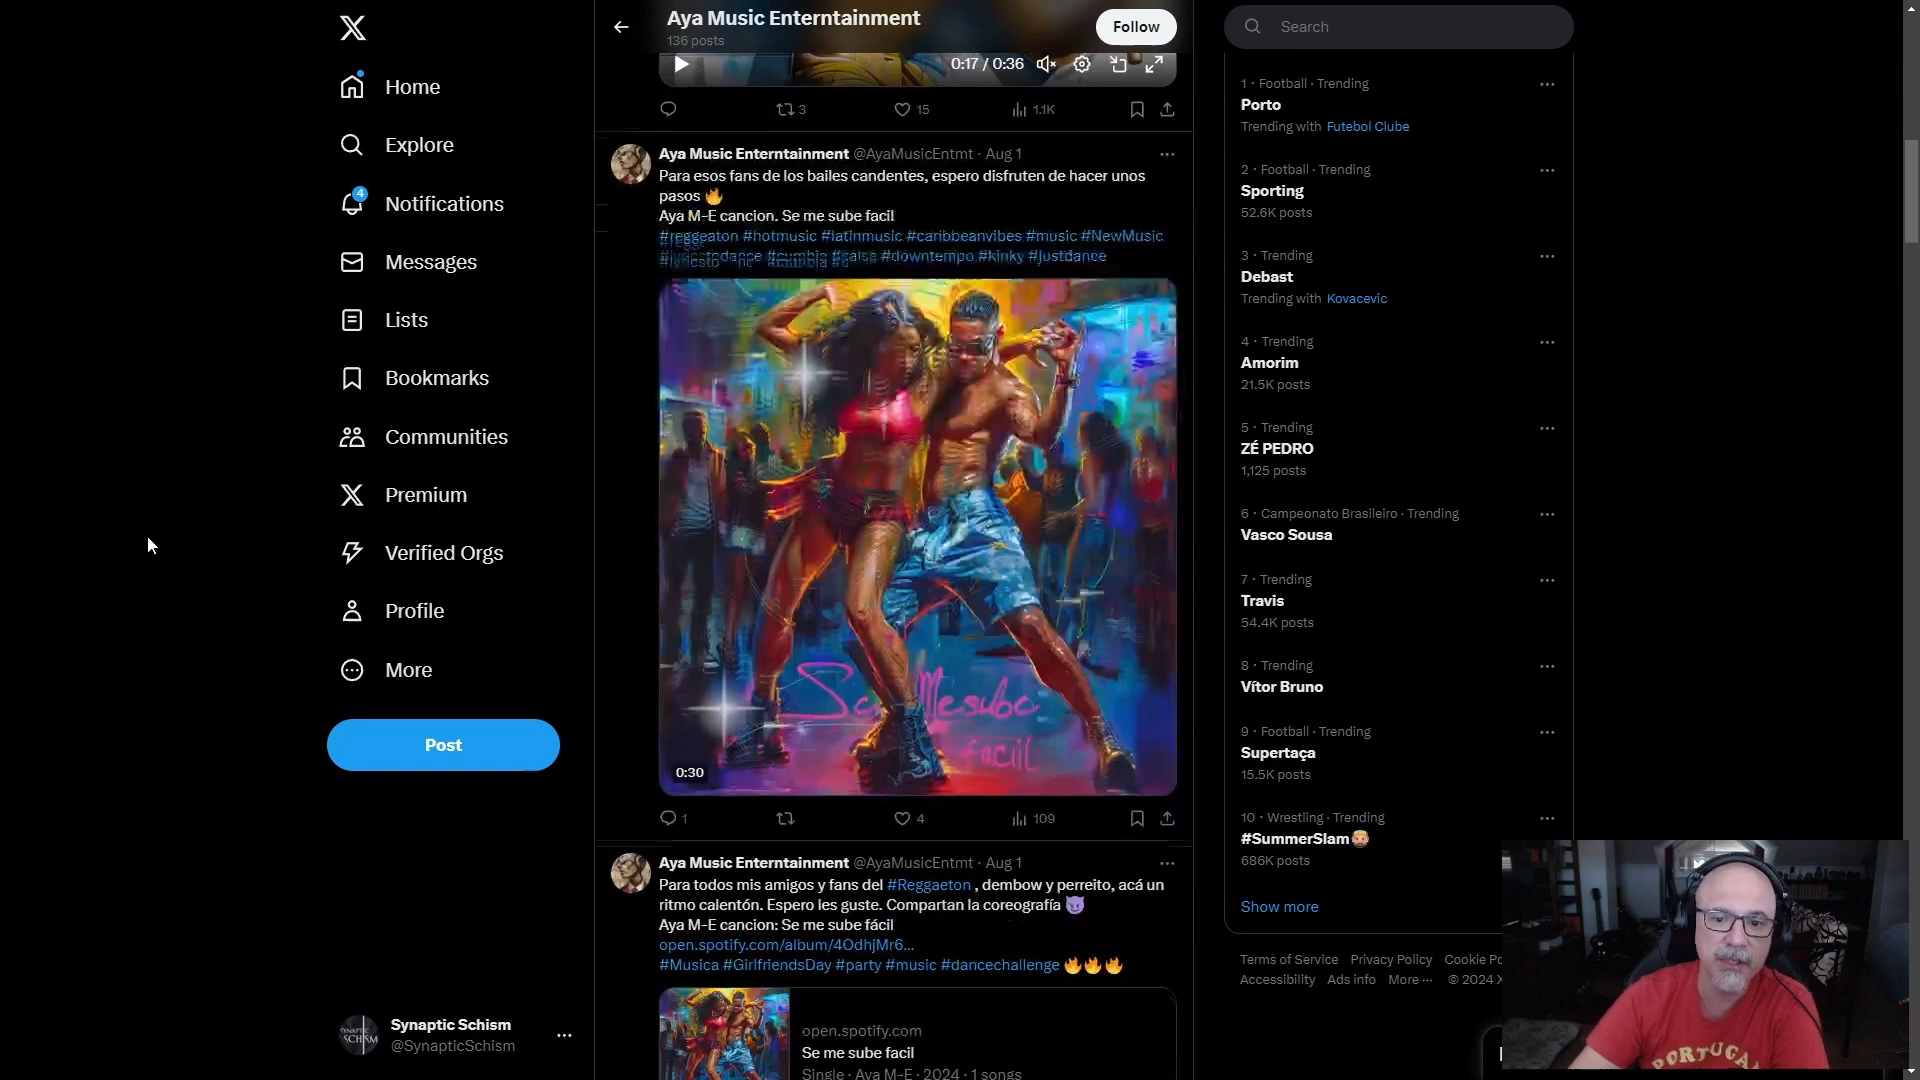 Home
Explore
4
Notifications
Messages
Lists
Bookmarks
Communities
Premium
Verified Orgs
Profile
More
Post
Synaptic Schism
@SynapticSchism
Aya Music Enterntainment
136 posts
Follow
0:17 / 0:36
3
15
1.1K
Aya Music Enterntainment @AyaMusicEntmt · Aug 1
Para esos fans de los bailes candentes, espero disfruten de hacer unos
pasos 🔥
Aya M-E cancion. Se me sube facil
#reggeaton #hotmusic #latinmusic #caribbeanvibes #music #NewMusic
#cumbia #salsa #downtempo #kinky #justdance
Me subo
faciil
0:30
1
4
109
Aya Music Enterntainment @AyaMusicEntmt · Aug 1
Para todos mis amigos y fans del #Reggaeton , dembow y perreito, acá un
ritmo calentón. Espero les guste. Compartan la coreografía 😈
Aya M-E cancion: Se me sube fácil
open.spotify.com/album/4OdhjMr6...
#Musica #GirlfriendsDay #party #music #dancechallenge 🔥🔥🔥
open.spotify.com
Se me sube facil
Single · Aya M-E · 2024 · 1 songs
Search
1 · Football · Trending
Porto
Trending with Futebol Clube
2 · Football · Trending
Sporting
52.6K posts
3 · Trending
Debast
Trending with Kovacevic
4 · Trending
Amorim
21.5K posts
5 · Trending
ZÉ PEDRO
1,125 posts
6 · Campeonato Brasileiro · Trending
Vasco Sousa
7 · Trending
Travis
54.4K posts
8 · Trending
Vítor Bruno
9 · Football · Trending
Supertaça
15.5K posts
10 · Wrestling · Trending
#SummerSlam
686K posts
Show more
Terms of Service Privacy Policy Cookie Po
Accessibility Ads info More ··· © 2024 X
PORTUGA